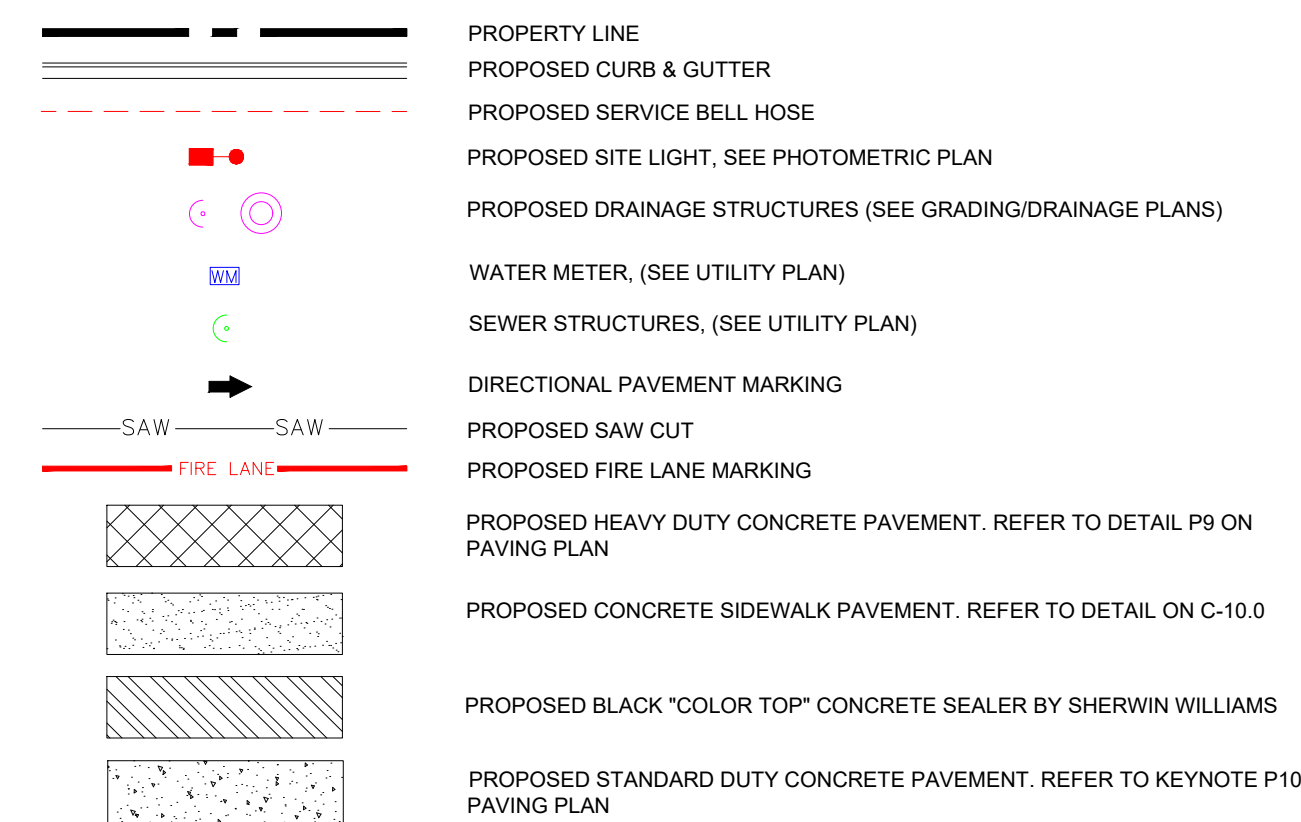 PROPERTY LINE
PROPOSED CURB & GUTTER
PROPOSED SERVICE BELL HOSE
PROPOSED SITE LIGHT, SEE PHOTOMETRIC PLAN
PROPOSED DRAINAGE STRUCTURES (SEE GRADING/DRAINAGE PLANS)
WM WATER METER, (SEE UTILITY PLAN)
SEWER STRUCTURES, (SEE UTILITY PLAN)
DIRECTIONAL PAVEMENT MARKING
SAW SAW PROPOSED SAW CUT
FIRE LANE PROPOSED FIRE LANE MARKING
PROPOSED HEAVY DUTY CONCRETE PAVEMENT. REFER TO DETAIL P9 ON
PAVING PLAN
PROPOSED CONCRETE SIDEWALK PAVEMENT. REFER TO DETAIL ON C-10.0
PROPOSED BLACK "COLOR TOP" CONCRETE SEALER BY SHERWIN WILLIAMS
PROPOSED STANDARD DUTY CONCRETE PAVEMENT. REFER TO KEYNOTE P10
PAVING PLAN